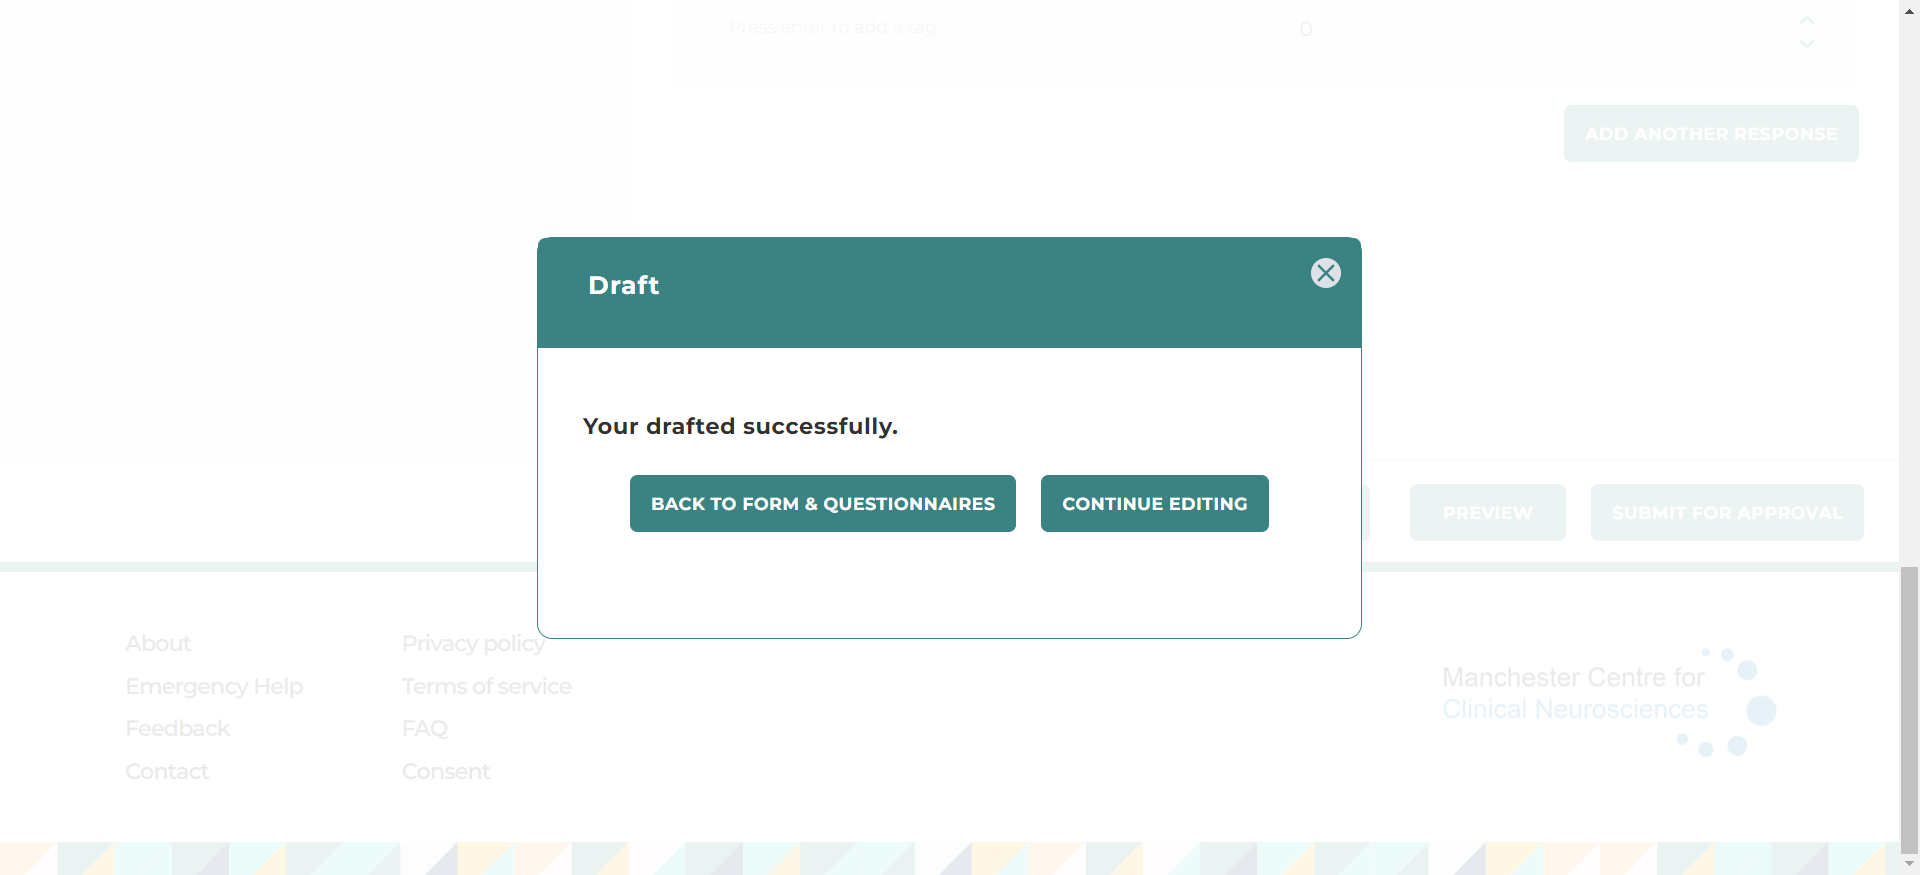 Press enter to add a tag
0
ADD ANOTHER RESPONSE
Draft
Your drafted successfully.
BACK TO FORM & QUESTIONNAIRES
CONTINUE EDITING
PREVIEW
SUBMIT FOR APPROVAL
About
Privacy policy
Emergency Help
Terms of service
Feedback
FAQ
Contact
Consent
Manchester Centre for
Clinical Neurosciences